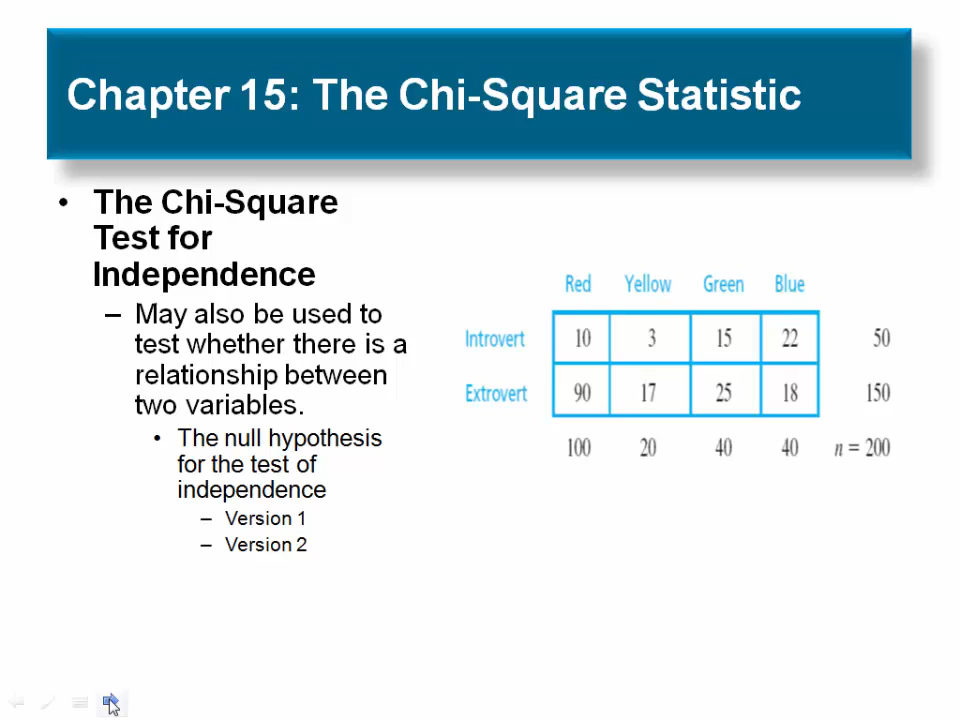 Chapter 15: The Chi-Square Statistic
• The Chi-Square
Test for
Independence
– May also be used to
test whether there is a
relationship between
two variables.
• The null hypothesis
for the test of
independence
– Version 1
– Version 2
Red Yellow Green Blue
Introvert 10 3 15 22 50
Extrovert 90 17 25 18 150
100 20 40 40 n = 200